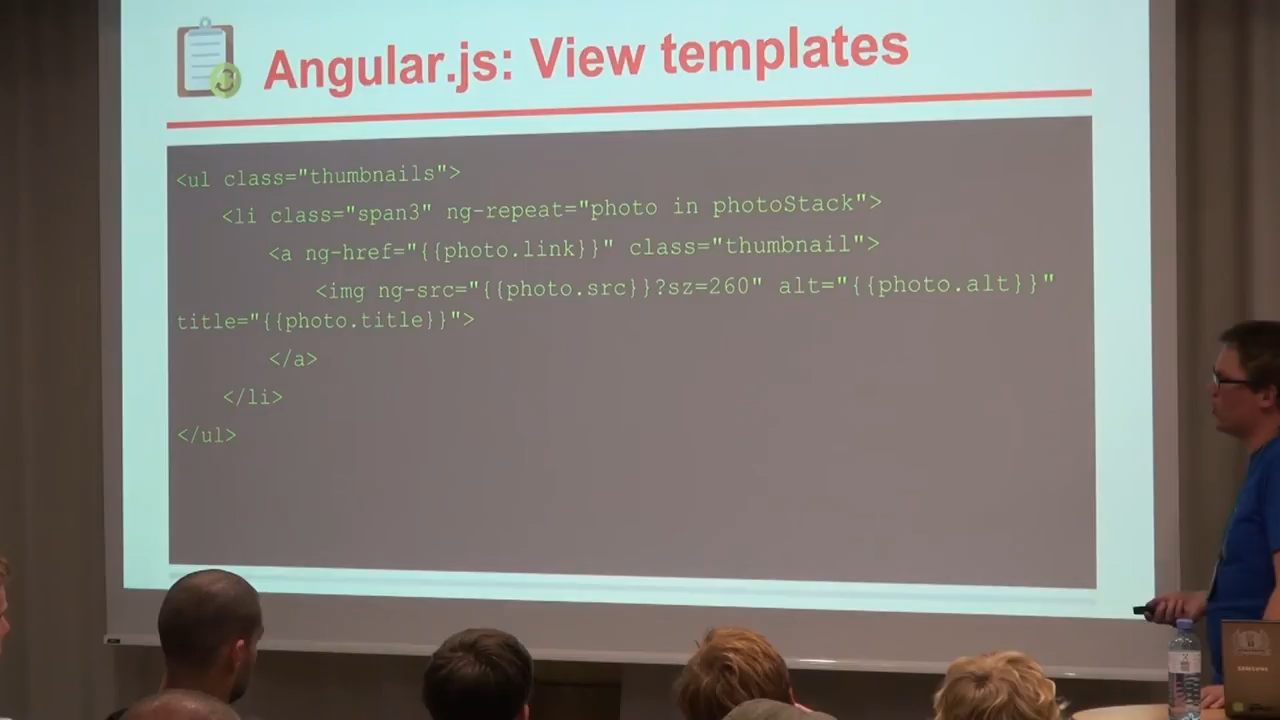 Angular.js: View templates
<ul class="thumbnails">
<li class="span3" ng-repeat="photo in photoStack">
<a ng-href="{{photo.link}}" class="thumbnail">
<img ng-src="{{photo.src}}?sz=260" alt="{{photo.alt}}"
title="{{photo.title}}">
</a>
</li>
</ul>
SAMSUNG